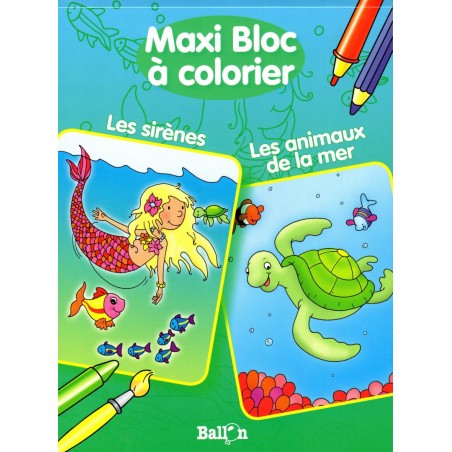 Maxi Bloc
à colorier
Les sirènes
Les animaux
de la mer
Ballon